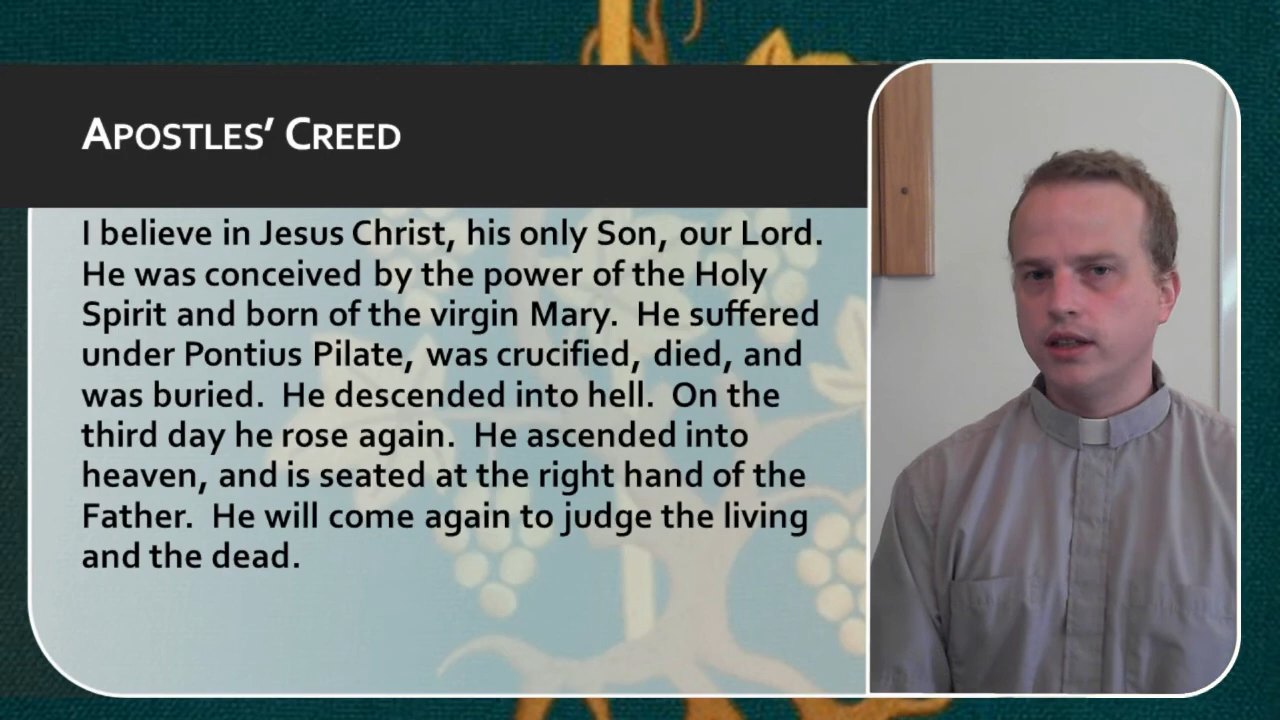 APOSTLES' CREED
I believe in Jesus Christ, his only Son, our Lord.
He was conceived by the power of the Holy
Spirit and born of the virgin Mary.  He suffered
under Pontius Pilate, was crucified, died, and
was buried.  He descended into hell.  On the
third day he rose again.  He ascended into
heaven, and is seated at the right hand of the
Father.  He will come again to judge the living
and the dead.